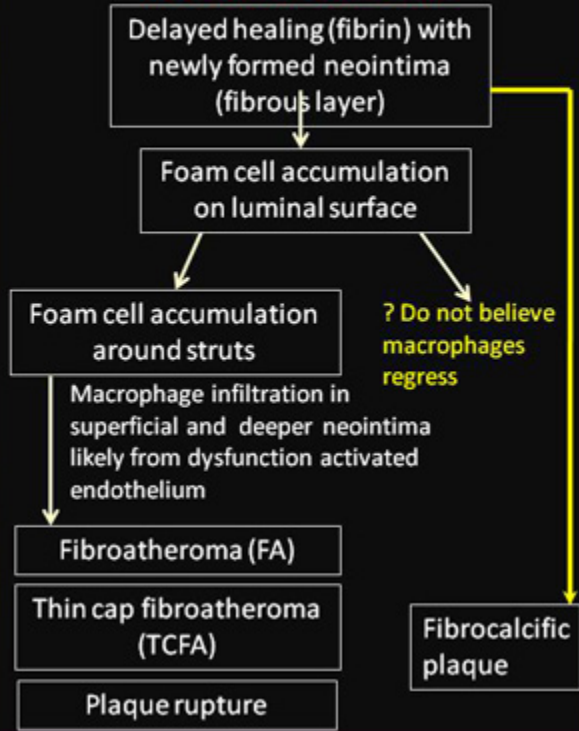 Delayed healing (fibrin) with
newly formed neointima
(fibrous layer)
Foam cell accumulation
on luminal surface
Foam cell accumulation
around struts
? Do not believe
macrophages
regress
Macrophage infiltration in
superficial and deeper neointima
likely from dysfunction activated
endothelium
Fibroatheroma (FA)
Thin cap fibroatheroma
(TCFA)
Plaque rupture
Fibrocalcific
plaque